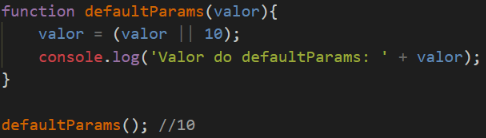 function defaultParams(valor){
    valor = (valor || 10);
    console.log('Valor do defaultParams: ' + valor);
}
defaultParams(); //10